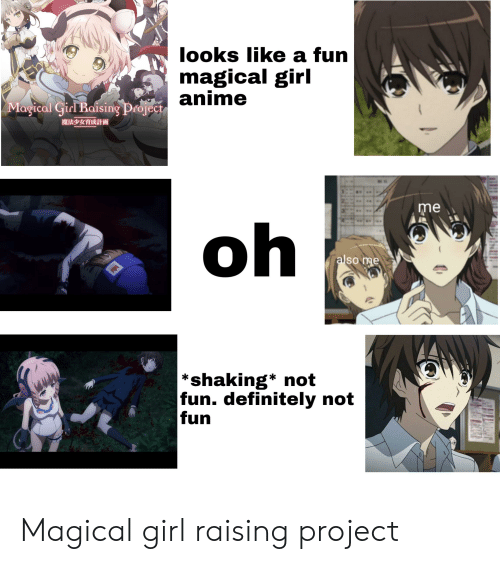 looks like a fun
magical girl
anime
Magical Girl Raising Project
魔法少女育成計画
oh
me
also me
*shaking* not
fun. definitely not
fun
Magical girl raising project